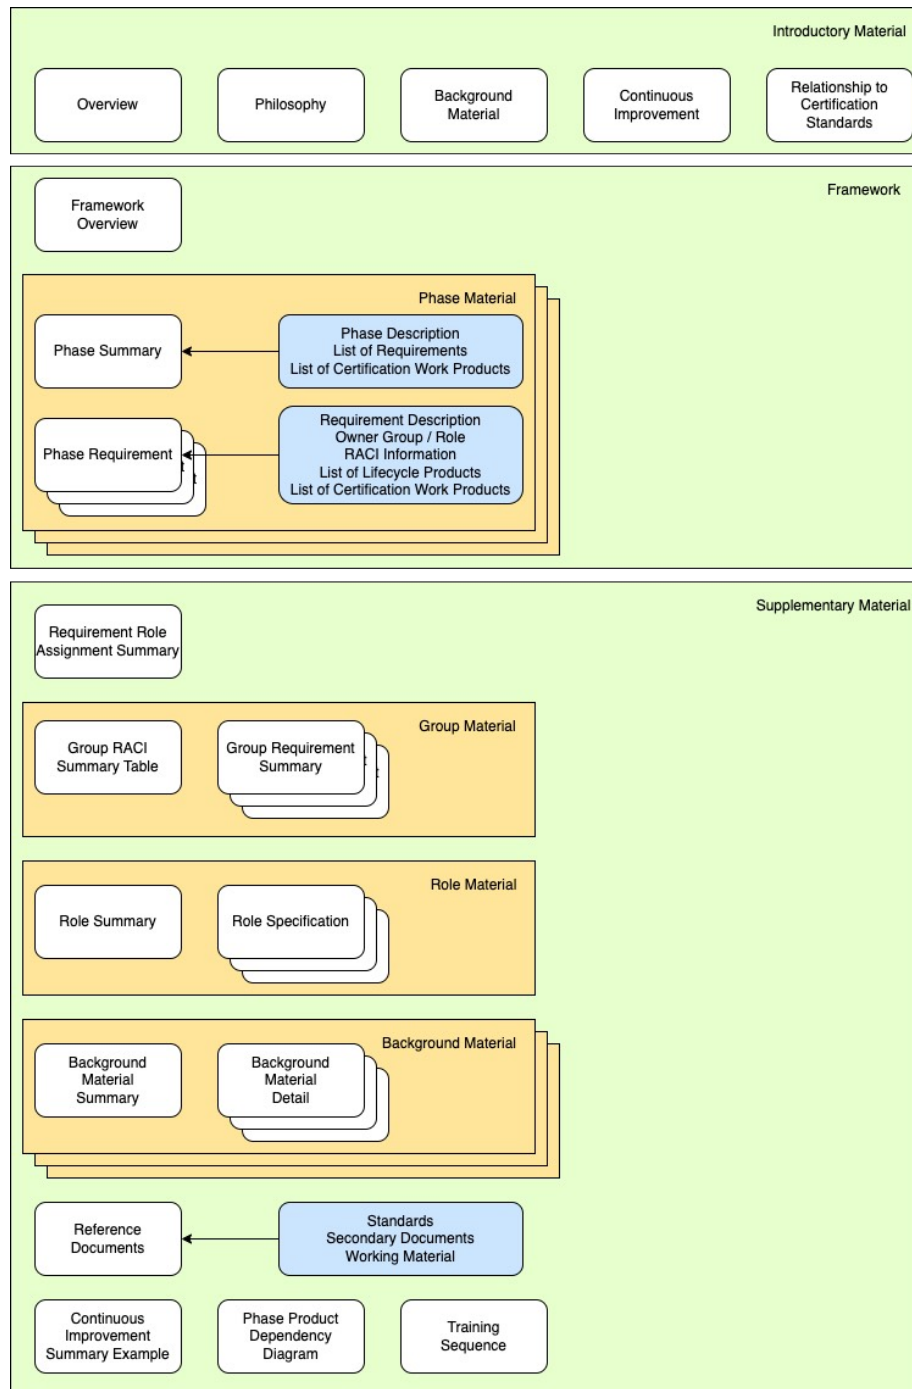 Introductory Material
Overview
Philosophy
Background
Material
Continuous
Improvement
Relationship to
Certification
Standards
Framework
Framework
Overview
Phase Material
Phase Summary
Phase Description
List of Requirements
List of Certification Work Products
Phase Requirement
Requirement Description
Owner Group / Role
RACI Information
List of Lifecycle Products
List of Certification Work Products
Supplementary Material
Requirement Role
Assignment Summary
Group Material
Group RACI
Summary Table
Group Requirement
Summary
Role Material
Role Summary
Role Specification
Background Material
Background
Material
Summary
Background
Material
Detail
Reference
Documents
Standards
Secondary Documents
Working Material
Continuous
Improvement
Summary Example
Phase Product
Dependency
Diagram
Training
Sequence